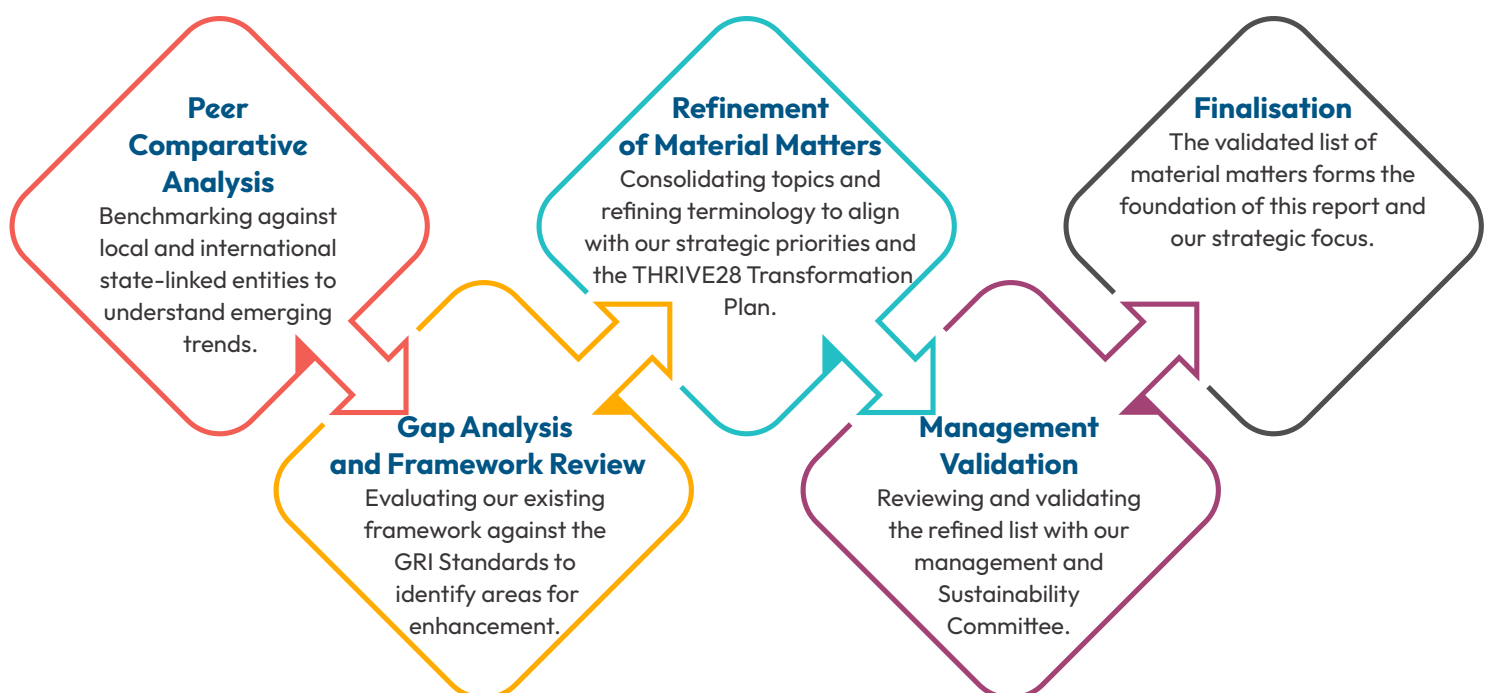 Peer
Comparative
Analysis
Benchmarking against
local and international
state-linked entities to
understand emerging
trends.
Gap Analysis
and Framework Review
Evaluating our existing
framework against the
GRI Standards to
identify areas for
enhancement.
Refinement
of Material Matters
Consolidating topics and
refining terminology to align
with our strategic priorities and
the THRIVE28 Transformation
Plan.
Management
Validation
Reviewing and validating
the refined list with our
management and
Sustainability
Committee.
Finalisation
The validated list of
material matters forms the
foundation of this report and
our strategic focus.